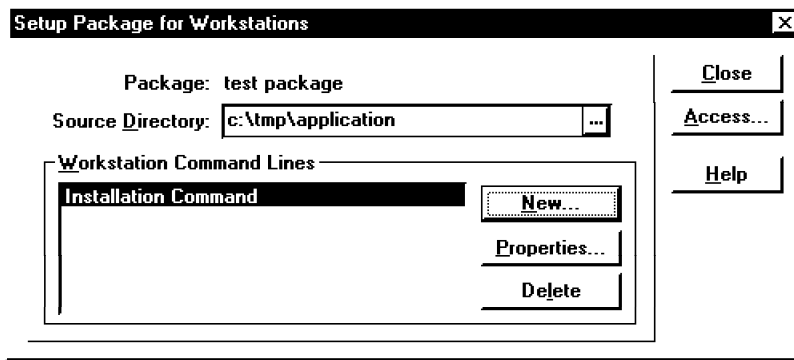 Setup Package for Workstations
Package: test package
Source Directory: c:\tmp\application ...
Workstation Command Lines
Installation Command
New...
Properties...
Delete
Close
Access...
Help